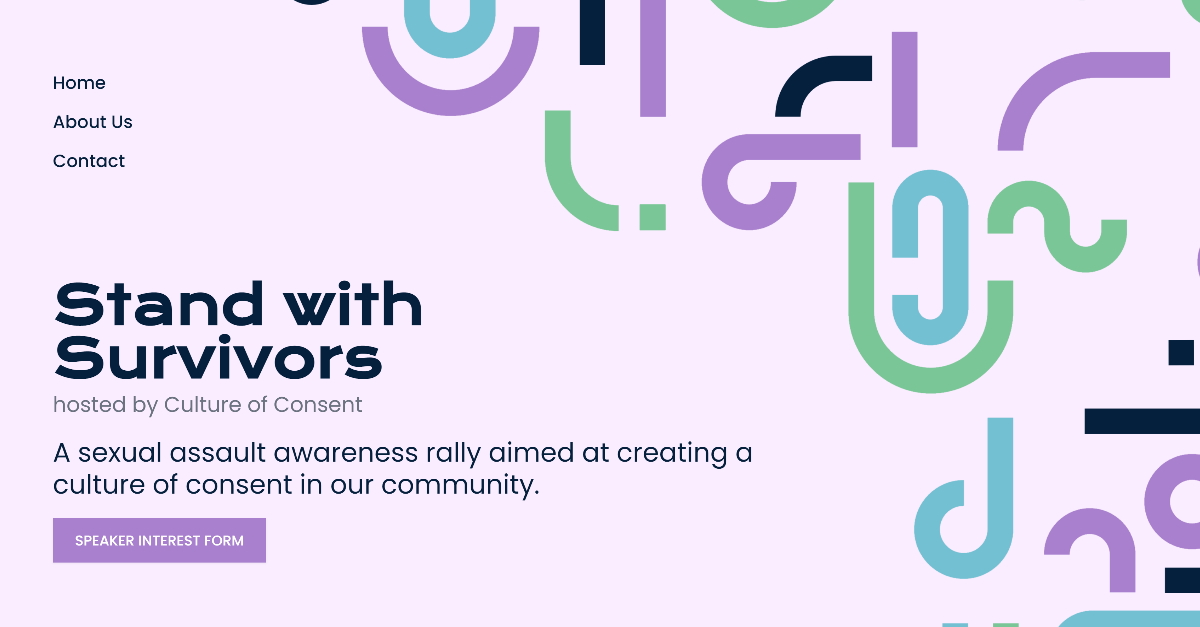 Home
About Us
Contact
Stand with
Survivors
hosted by Culture of Consent
A sexual assault awareness rally aimed at creating a
culture of consent in our community.
SPEAKER INTEREST FORM